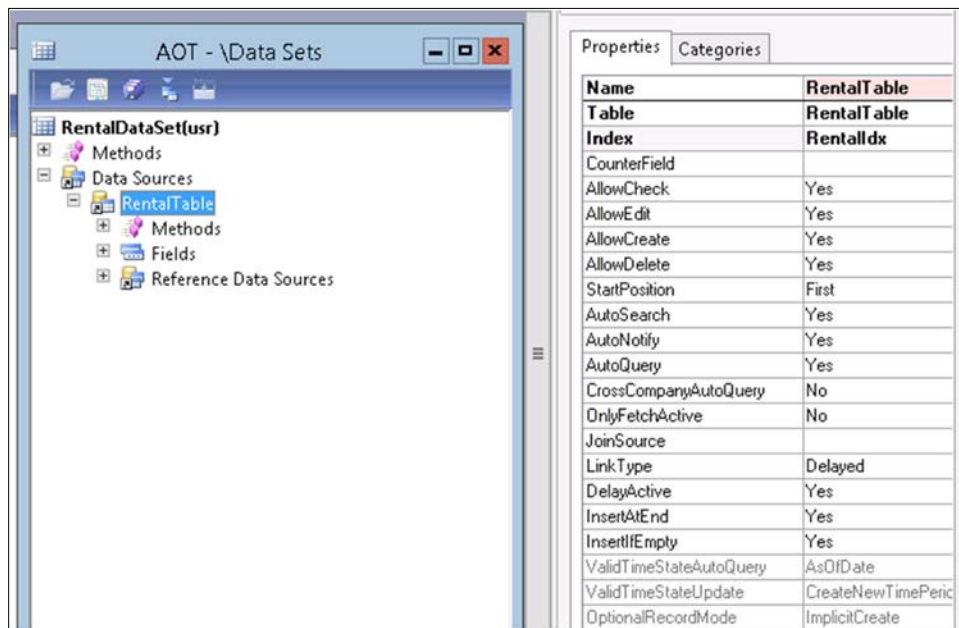 AOT - \Data Sets
RentalDataSet(usr)
Methods
Data Sources
RentalTable
Methods
Fields
Reference Data Sources
Properties Categories
Name RentalTable
Table RentalTable
Index RentalIdx
CounterField
AllowCheck Yes
AllowEdit Yes
AllowCreate Yes
AllowDelete Yes
StartPosition First
AutoSearch Yes
AutoNotify Yes
AutoQuery Yes
CrossCompanyAutoQuery No
OnlyFetchActive No
JoinSource
LinkType Delayed
DelayActive Yes
InsertAtEnd Yes
InsertIfEmpty Yes
ValidTimeStateAutoQuery AsOfDate
ValidTimeStateUpdate CreateNewTimePeric
OptionalRecordMode ImplicitCreate